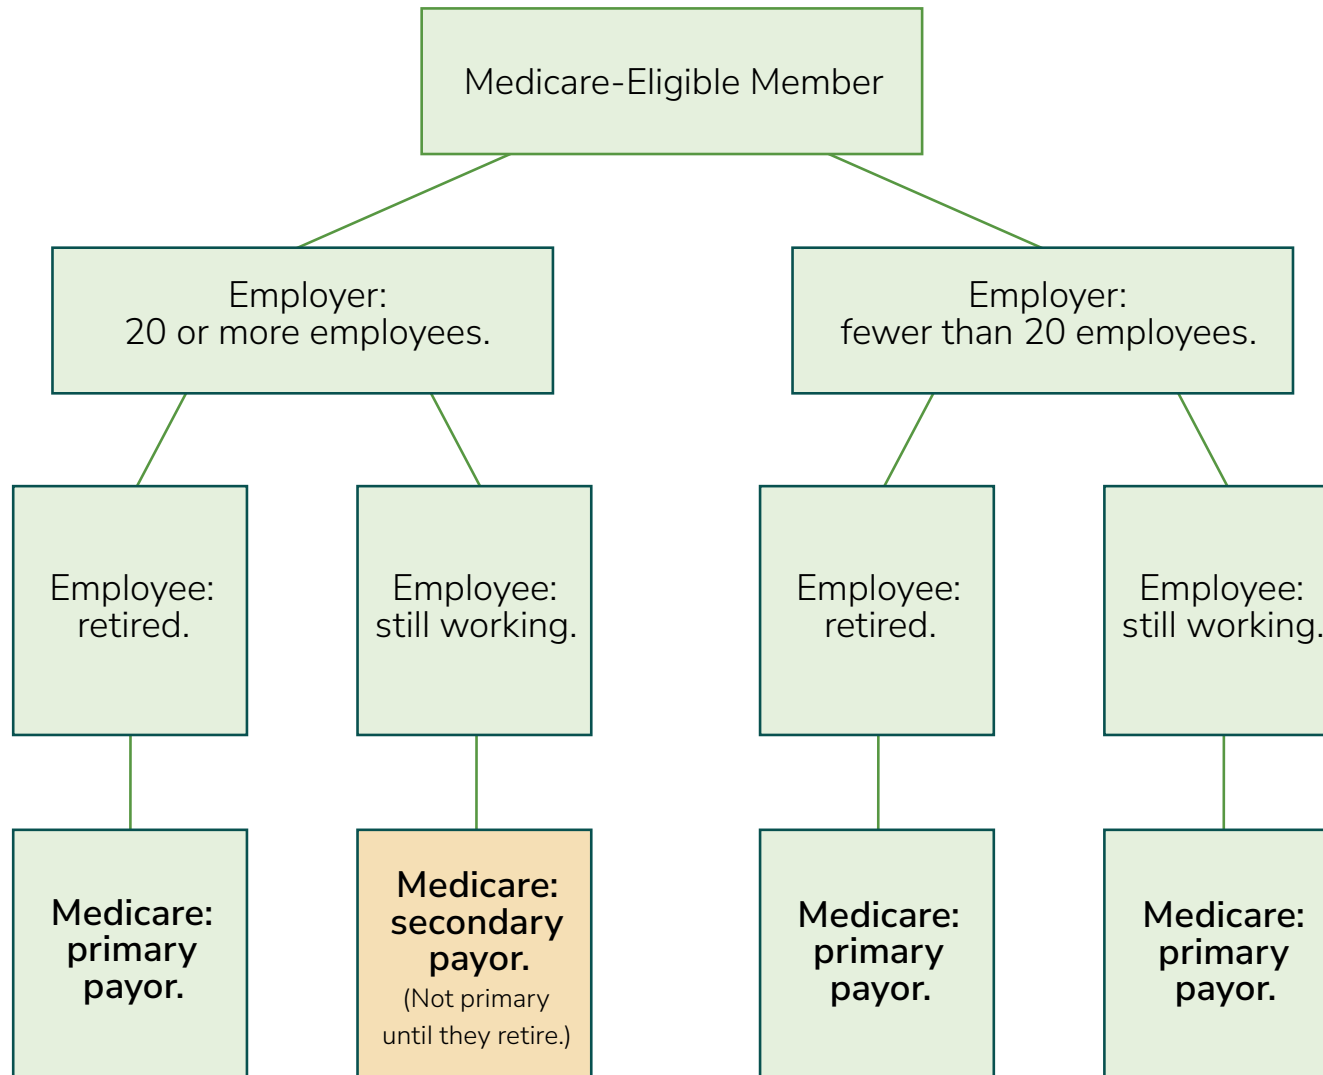 Medicare-Eligible Member
Employer:
20 or more employees.
Employer:
fewer than 20 employees.
Employee:
retired.
Employee:
still working.
Employee:
retired.
Employee:
still working.
Medicare:
primary
payor.
Medicare:
secondary
payor.
(Not primary
until they retire.)
Medicare:
primary
payor.
Medicare:
primary
payor.